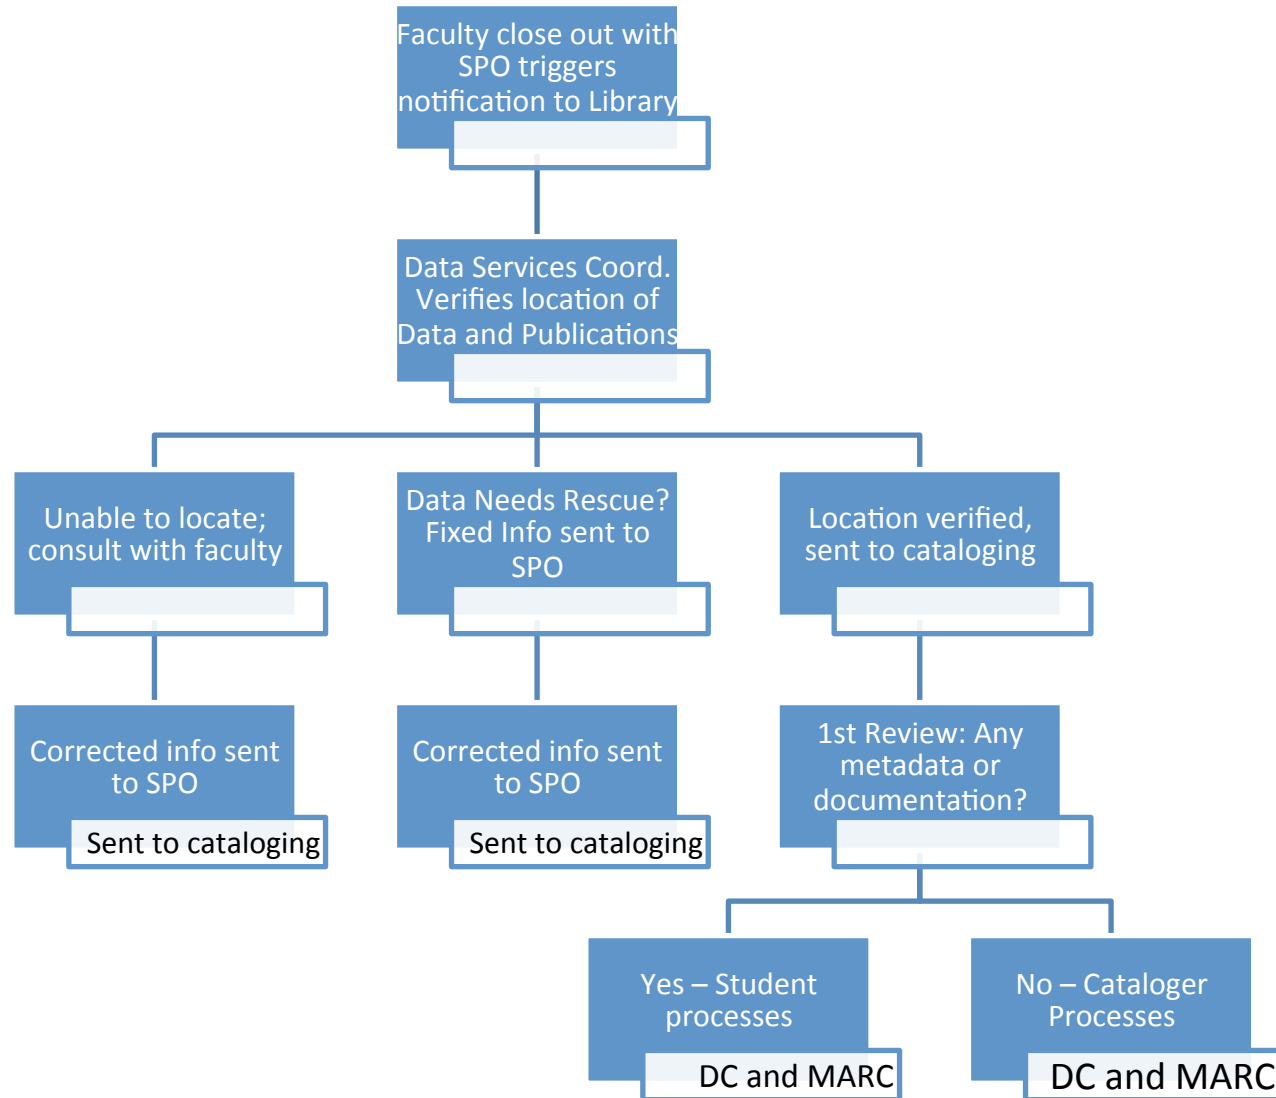 Faculty close out with
SPO triggers
notification to Library
Data Services Coord.
Verifies location of
Data and Publications
Unable to locate;
consult with faculty
Data Needs Rescue?
Fixed Info sent to
SPO
Location verified,
sent to cataloging
Corrected info sent
to SPO
Sent to cataloging
Corrected info sent
to SPO
Sent to cataloging
1st Review: Any
metadata or
documentation?
Yes – Student
processes
DC and MARC
No – Cataloger
Processes
DC and MARC